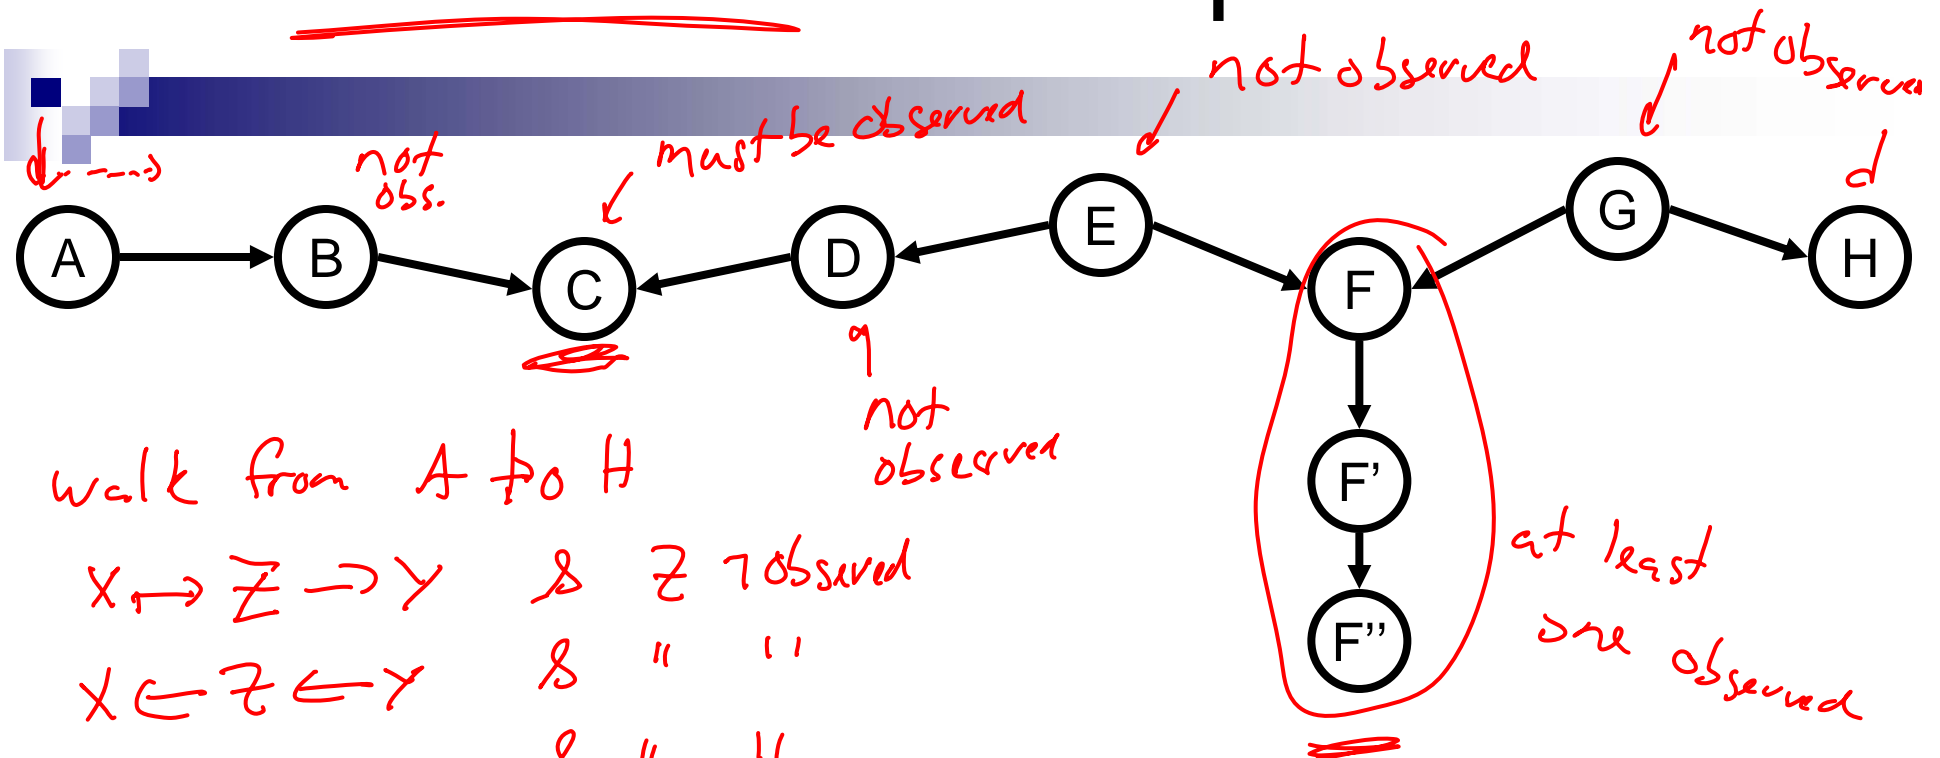 not observed
not observed
must be observed
not
obs.
A
B
C
D
E
F
G
H
not
observed
F'
F''
at least
one observed
walk from A to H
X → Z → Y & Z ¬observed
X ← Z ← Y & " "
" "